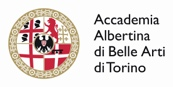 Accademia
Albertina
di Belle Arti
di Torino